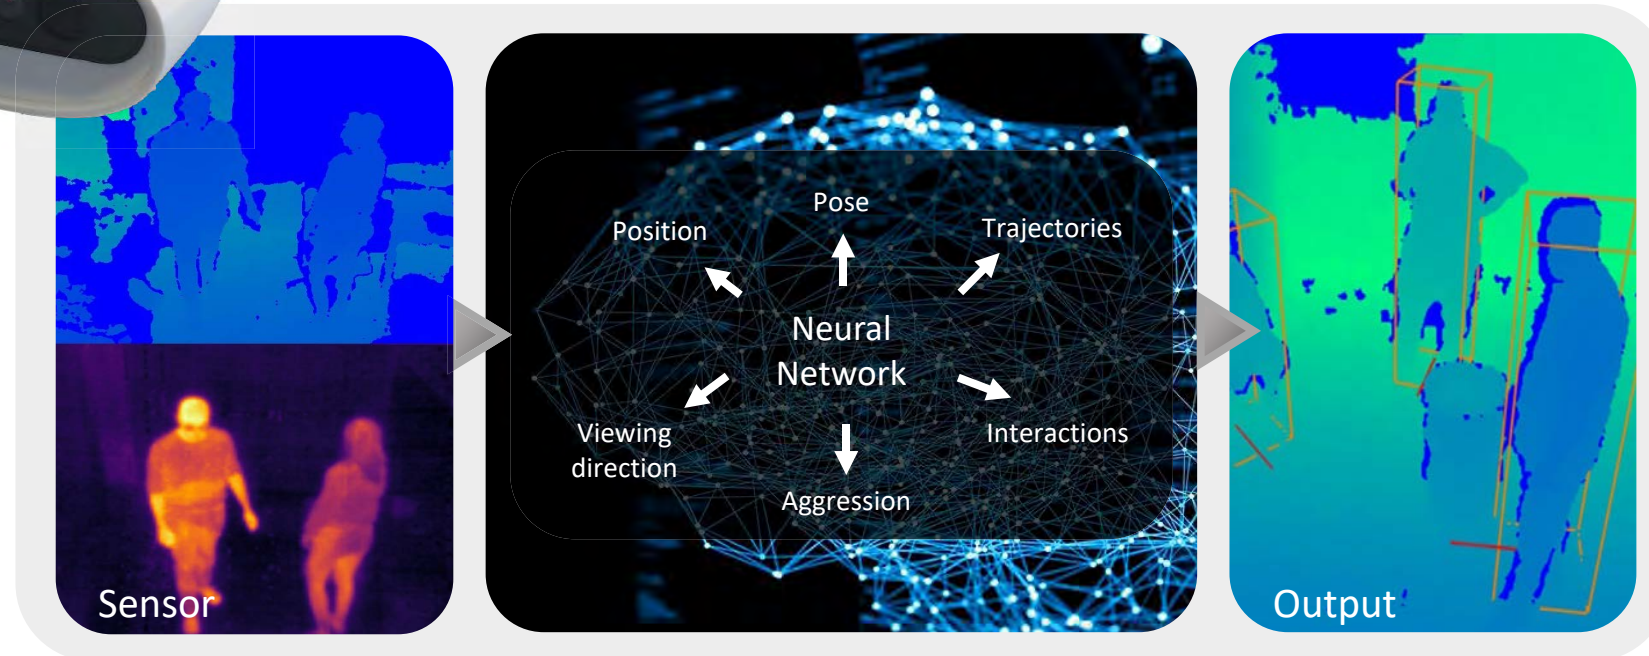 Pose
Position
Trajectories
Neural
Network
Viewing
direction
Interactions
Aggression
Sensor
Output